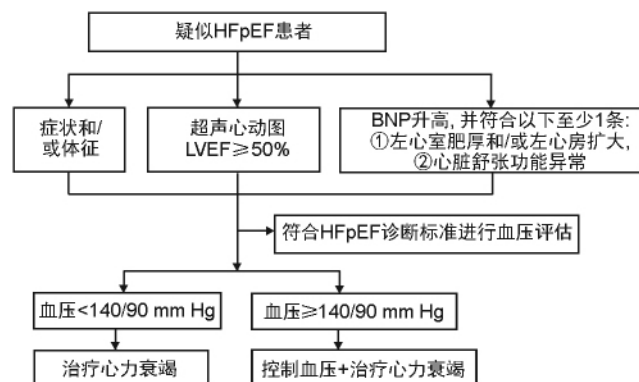 疑似HFpEF患者
症状和/
或体征
超声心动图
LVEF≥50%
BNP升高, 并符合以下至少1条:
①左心室肥厚和/或左心房扩大,
②心脏舒张功能异常
符合HFpEF诊断标准进行血压评估
血压<140/90 mm Hg
血压≥140/90 mm Hg
治疗心力衰竭
控制血压+治疗心力衰竭